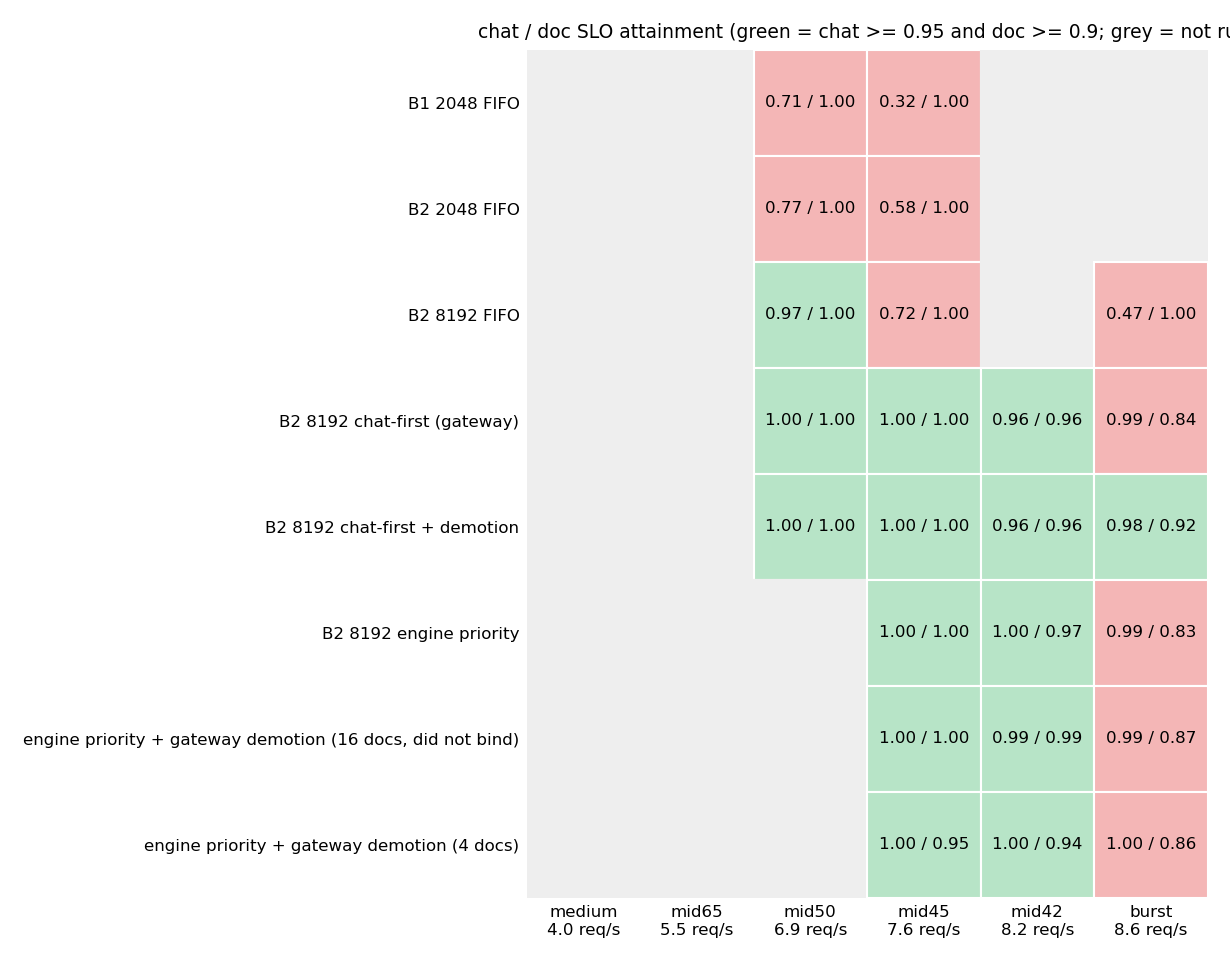 chat / doc SLO attainment (green = chat >= 0.95 and doc >= 0.9; grey = not
B1 2048 FIFO 0.71 / 1.00 0.32 / 1.00
B2 2048 FIFO 0.77 / 1.00 0.58 / 1.00
B2 8192 FIFO 0.97 / 1.00 0.72 / 1.00 0.47 / 1.00
B2 8192 chat-first (gateway) 1.00 / 1.00 1.00 / 1.00 0.96 / 0.96 0.99 / 0.84
B2 8192 chat-first + demotion 1.00 / 1.00 1.00 / 1.00 0.96 / 0.96 0.98 / 0.92
B2 8192 engine priority 1.00 / 1.00 1.00 / 0.97 0.99 / 0.83
engine priority + gateway demotion (16 docs, did not bind) 1.00 / 1.00 0.99 / 0.99 0.99 / 0.87
engine priority + gateway demotion (4 docs) 1.00 / 0.95 1.00 / 0.94 1.00 / 0.86
medium mid65 mid50 mid45 mid42 burst
4.0 req/s 5.5 req/s 6.9 req/s 7.6 req/s 8.2 req/s 8.6 req/s